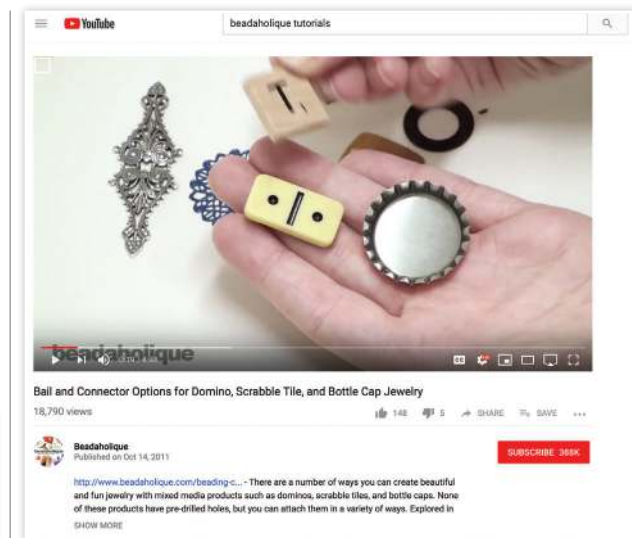 YouTube beadaholique tutorials
beadaholique
CC
Bail and Connector Options for Domino, Scrabble Tile, and Bottle Cap Jewelry
18,790 views 148 5 SHARE SAVE
Beadaholique SUBSCRIBE 368K
Published on Oct 14, 2011
http://www.beadaholique.com/beading-c... - There are a number of ways you can create beautiful
and fun jewelry with mixed media products such as dominos, scrabble tiles, and bottle caps. None
of these products have pre-drilled holes, but you can attach them in a variety of ways. Explored in
SHOW MORE